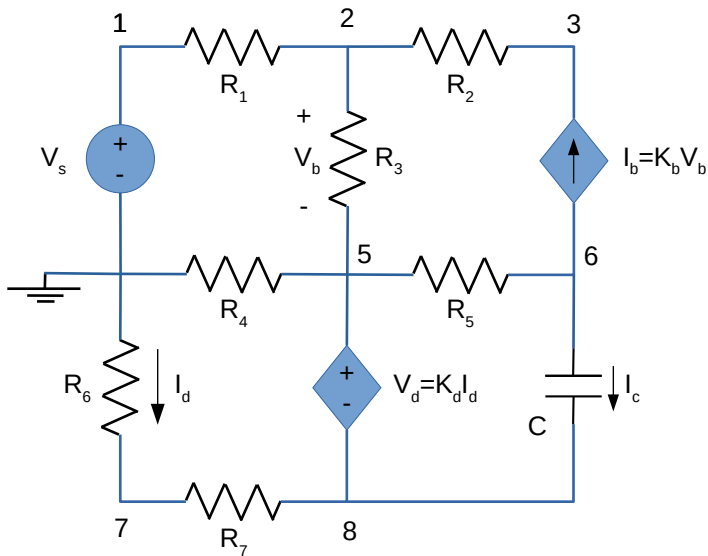 1
2
3
R1
R2
+
-
Vs
+
-
Vb
R3
Ib=KbVb
5
6
R4
R5
R6
Id
+
-
Vd=KdId
Ic
C
7
8
R7